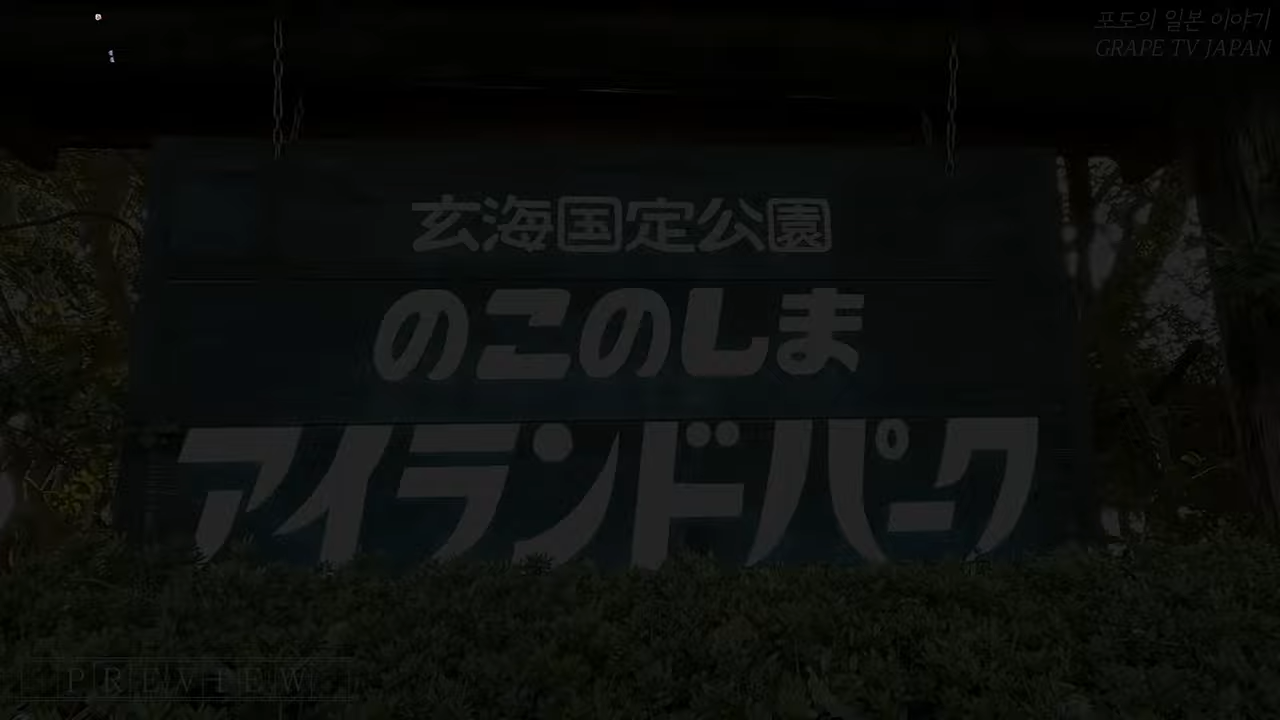 포도의 일본 이야기
GRAPE TV JAPAN
玄海国定公園
のこのしま
アイランドパーク
PREVIEW